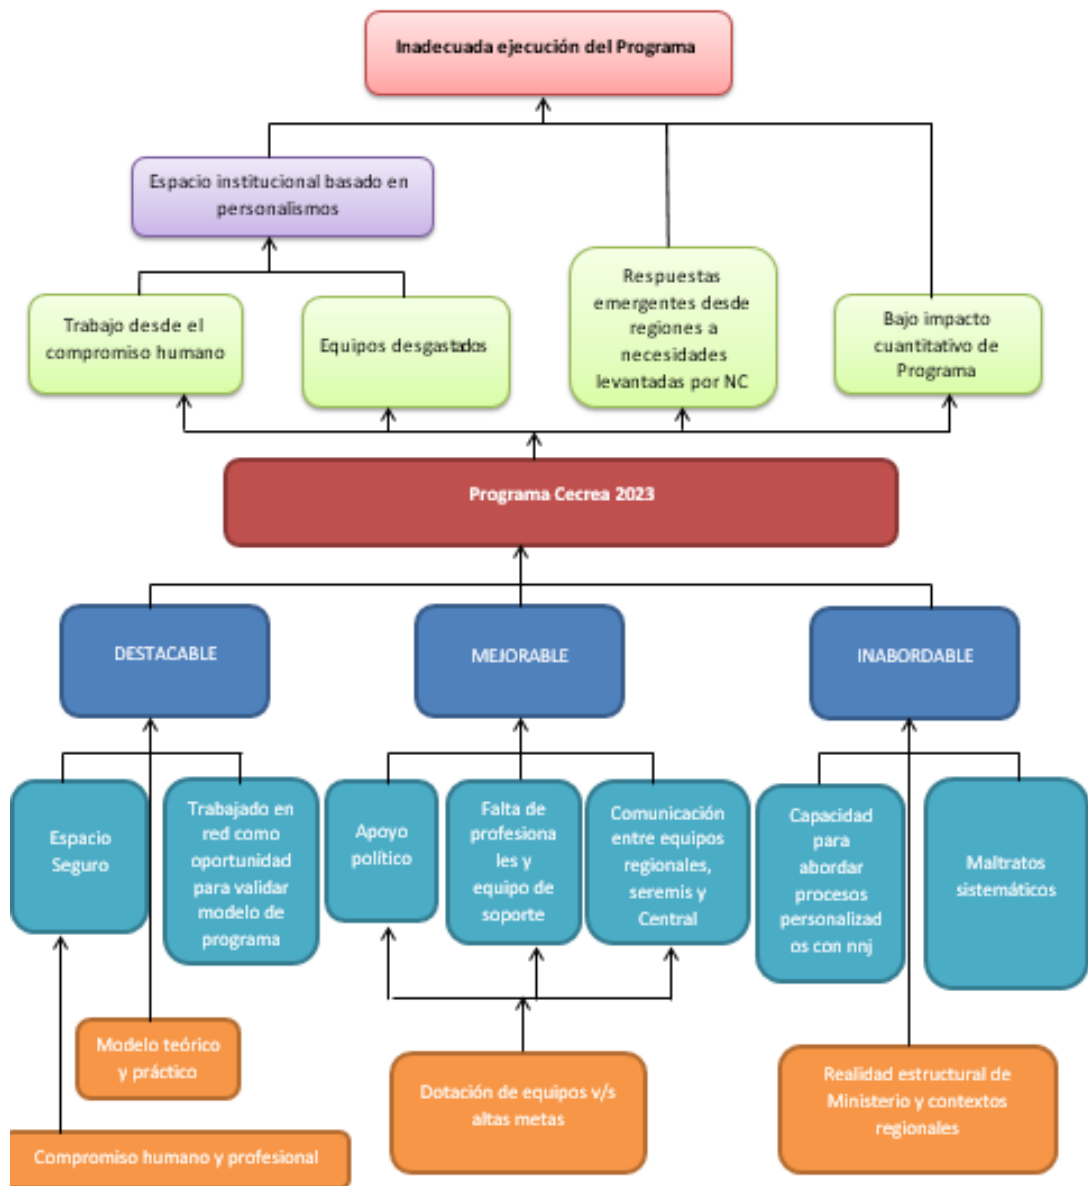 Inadecuada ejecución del Programa
Espacio institucional basado en
personalismos
Trabajo desde el
compromiso humano
Equipos desgastados
Respuestas
emergentes desde
regiones a
necesidades
levantadas por NC
Bajo impacto
cuantitativo de
Programa
Programa Cecrea 2023
DESTACABLE
MEJORABLE
INABORDABLE
Espacio
Seguro
Trabajado en
red como
oportunidad
para validar
modelo de
programa
Apoyo
político
Falta de
profesiona
les y
equipo de
soporte
Comunicación
entre equipos
regionales,
seremis y
Central
Capacidad
para
abordar
procesos
personalizad
os con nnj
Maltratos
sistemáticos
Modelo teórico
y práctico
Compromiso humano y profesional
Dotación de equipos v/s
altas metas
Realidad estructural de
Ministerio y contextos
regionales